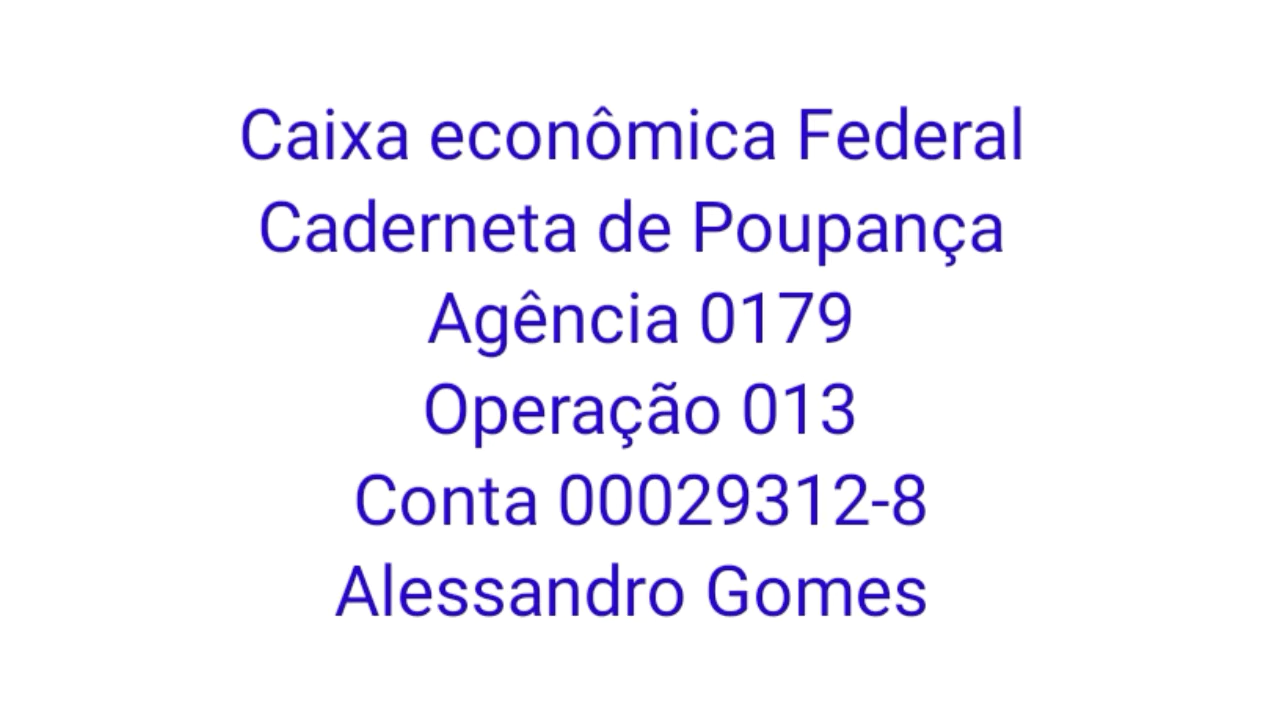 Caixa econômica Federal
Caderneta de Poupança
Agência 0179
Operação 013
Conta 00029312-8
Alessandro Gomes